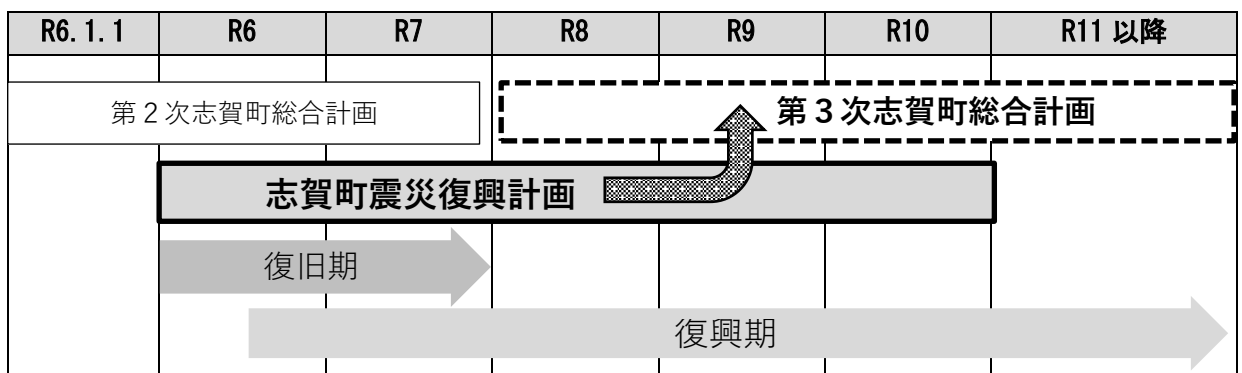 R6.1.1 R6 R7 R8 R9 R10 R11 以降
第2次志賀町総合計画 第3次志賀町総合計画
志賀町震災復興計画
復旧期
復興期